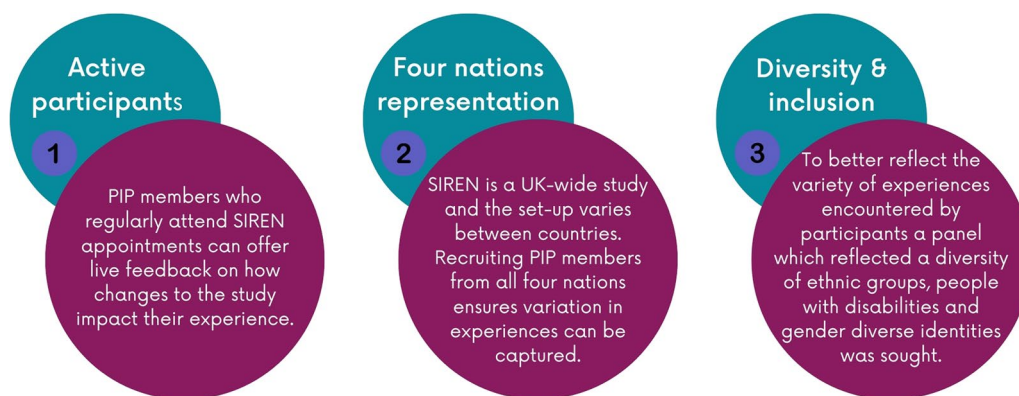 Active
participants
1
PIP members who
regularly attend SIREN
appointments can offer
live feedback on how
changes to the study
impact their experience.
Four nations
representation
2
SIREN is a UK-wide study
and the set-up varies
between countries.
Recruiting PIP members
from all four nations
ensures variation in
experiences can be
captured.
Diversity &
inclusion
3
To better reflect the
variety of experiences
encountered by
participants a panel
which reflected a diversity
of ethnic groups, people
with disabilities and
gender diverse identities
was sought.